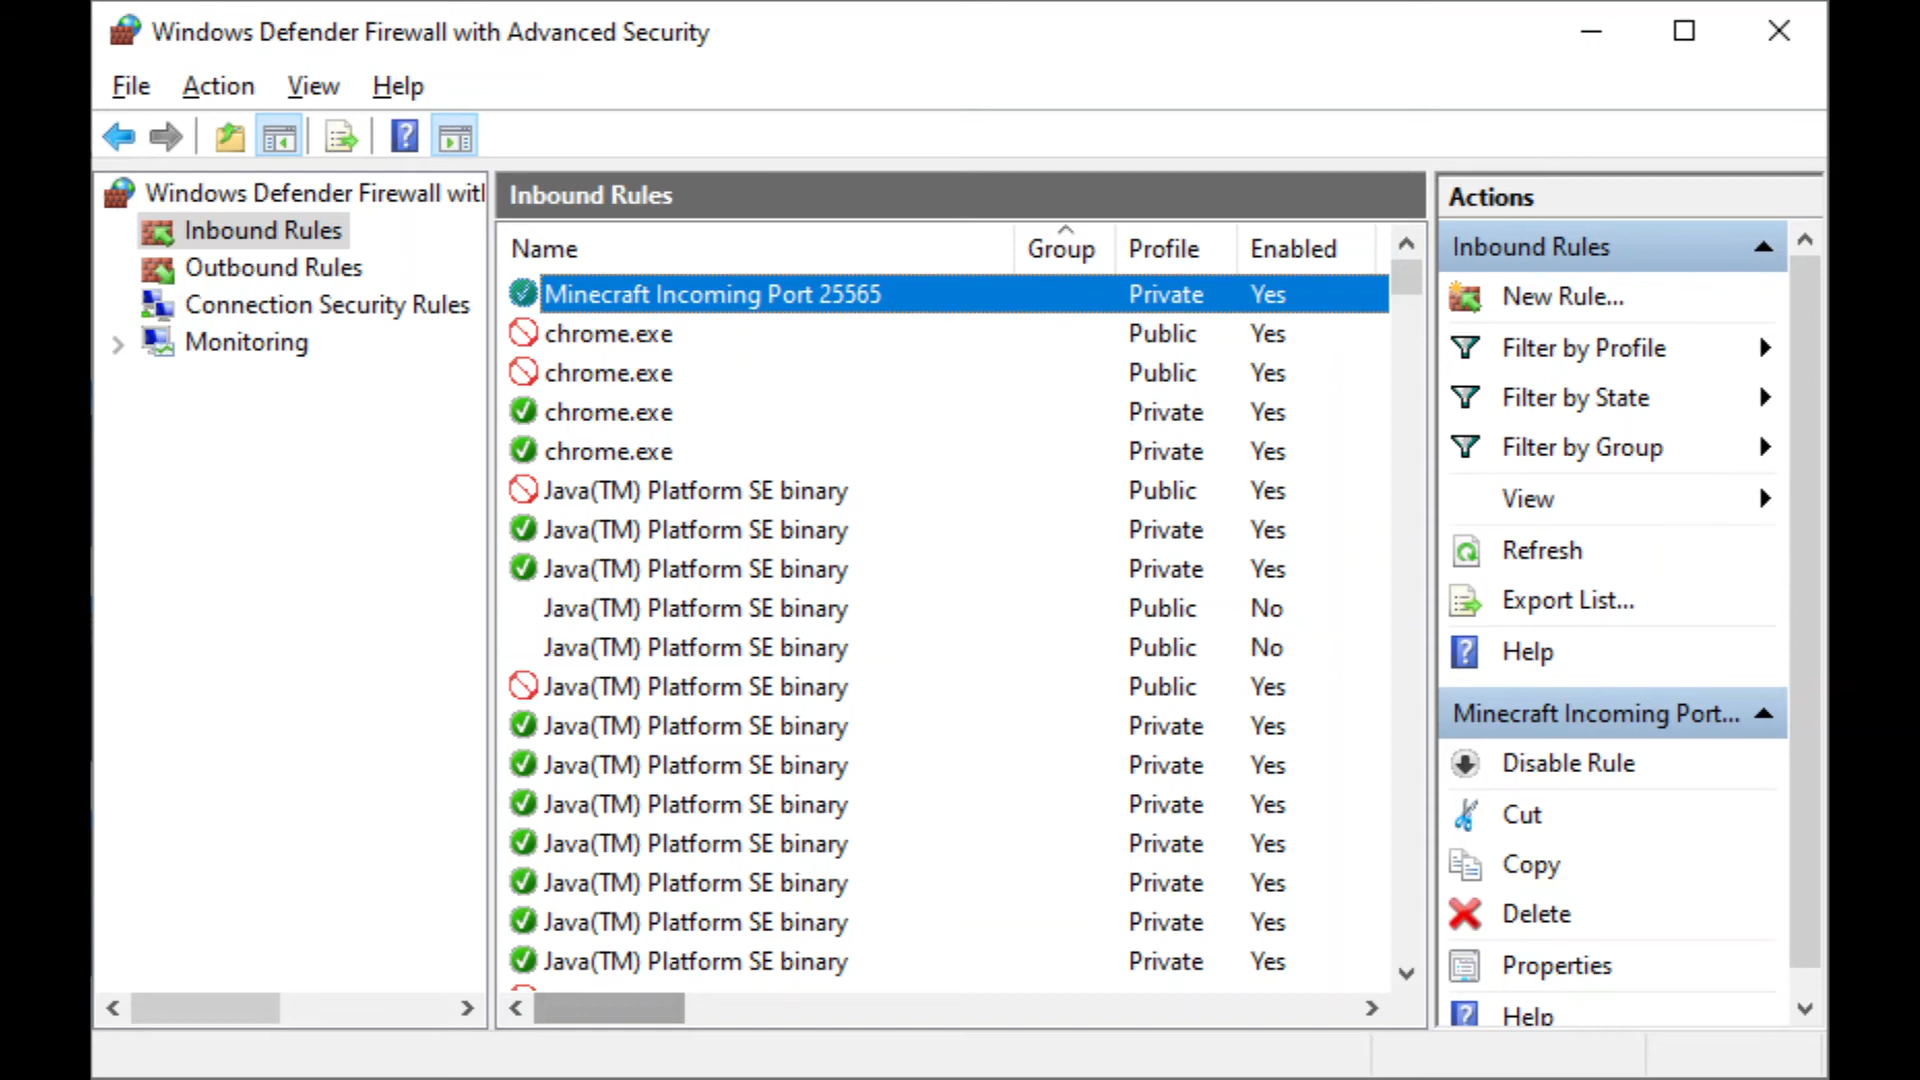 Windows Defender Firewall with Advanced Security
File Action View Help
Windows Defender Firewall witl
Inbound Rules
Outbound Rules
Connection Security Rules
Monitoring
Inbound Rules
Name Group Profile Enabled
Minecraft Incoming Port 25565 Private Yes
chrome.exe Public Yes
chrome.exe Public Yes
chrome.exe Private Yes
chrome.exe Private Yes
Java(TM) Platform SE binary Public Yes
Java(TM) Platform SE binary Private Yes
Java(TM) Platform SE binary Private Yes
Java(TM) Platform SE binary Public No
Java(TM) Platform SE binary Public No
Java(TM) Platform SE binary Public Yes
Java(TM) Platform SE binary Private Yes
Java(TM) Platform SE binary Private Yes
Java(TM) Platform SE binary Private Yes
Java(TM) Platform SE binary Private Yes
Java(TM) Platform SE binary Private Yes
Java(TM) Platform SE binary Private Yes
Java(TM) Platform SE binary Private Yes
Actions
Inbound Rules
New Rule...
Filter by Profile
Filter by State
Filter by Group
View
Refresh
Export List...
Help
Minecraft Incoming Port...
Disable Rule
Cut
Copy
Delete
Properties
Help